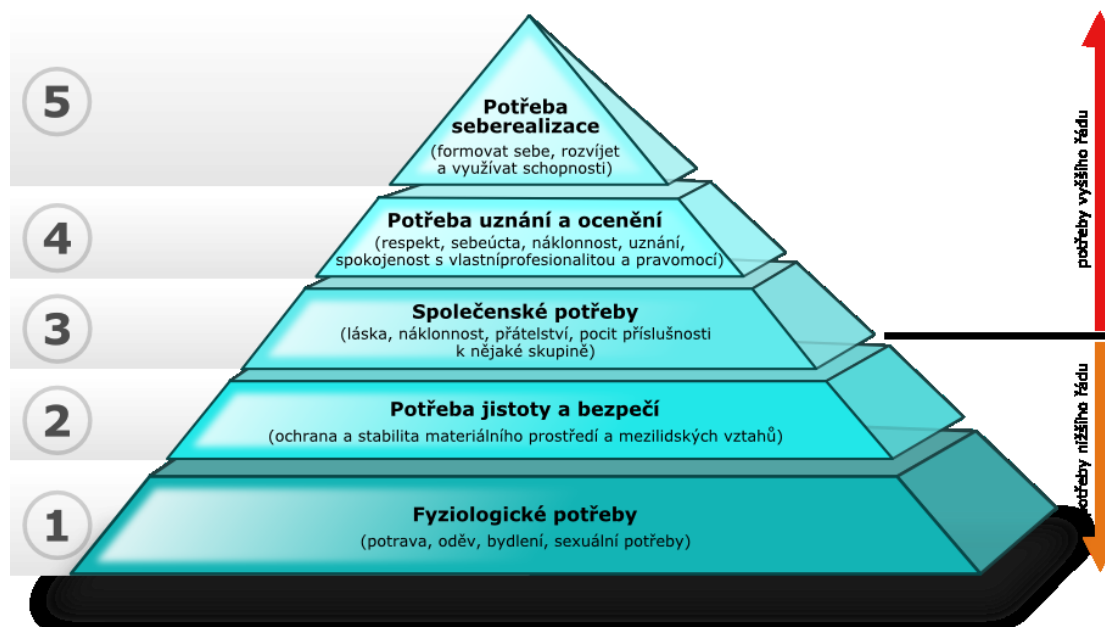 5
Potřeba
seberealizace
(formovat sebe, rozvíjet
a využívat schopnosti)
4
Potřeba uznání a ocenění
(respekt, sebeúcta, náklonnost, uznání,
spokojenost s vlastníprofesionalitou a pravomocí)
3
Společenské potřeby
(láska, náklonnost, přátelství, pocit příslušnosti
k nějaké skupině)
2
Potřeba jistoty a bezpečí
(ochrana a stabilita materiálního prostředí a mezilidských vztahů)
1
Fyziologické potřeby
(potrava, oděv, bydlení, sexuální potřeby)
potřeby vyššího řádu
potřeby nižšího řádu